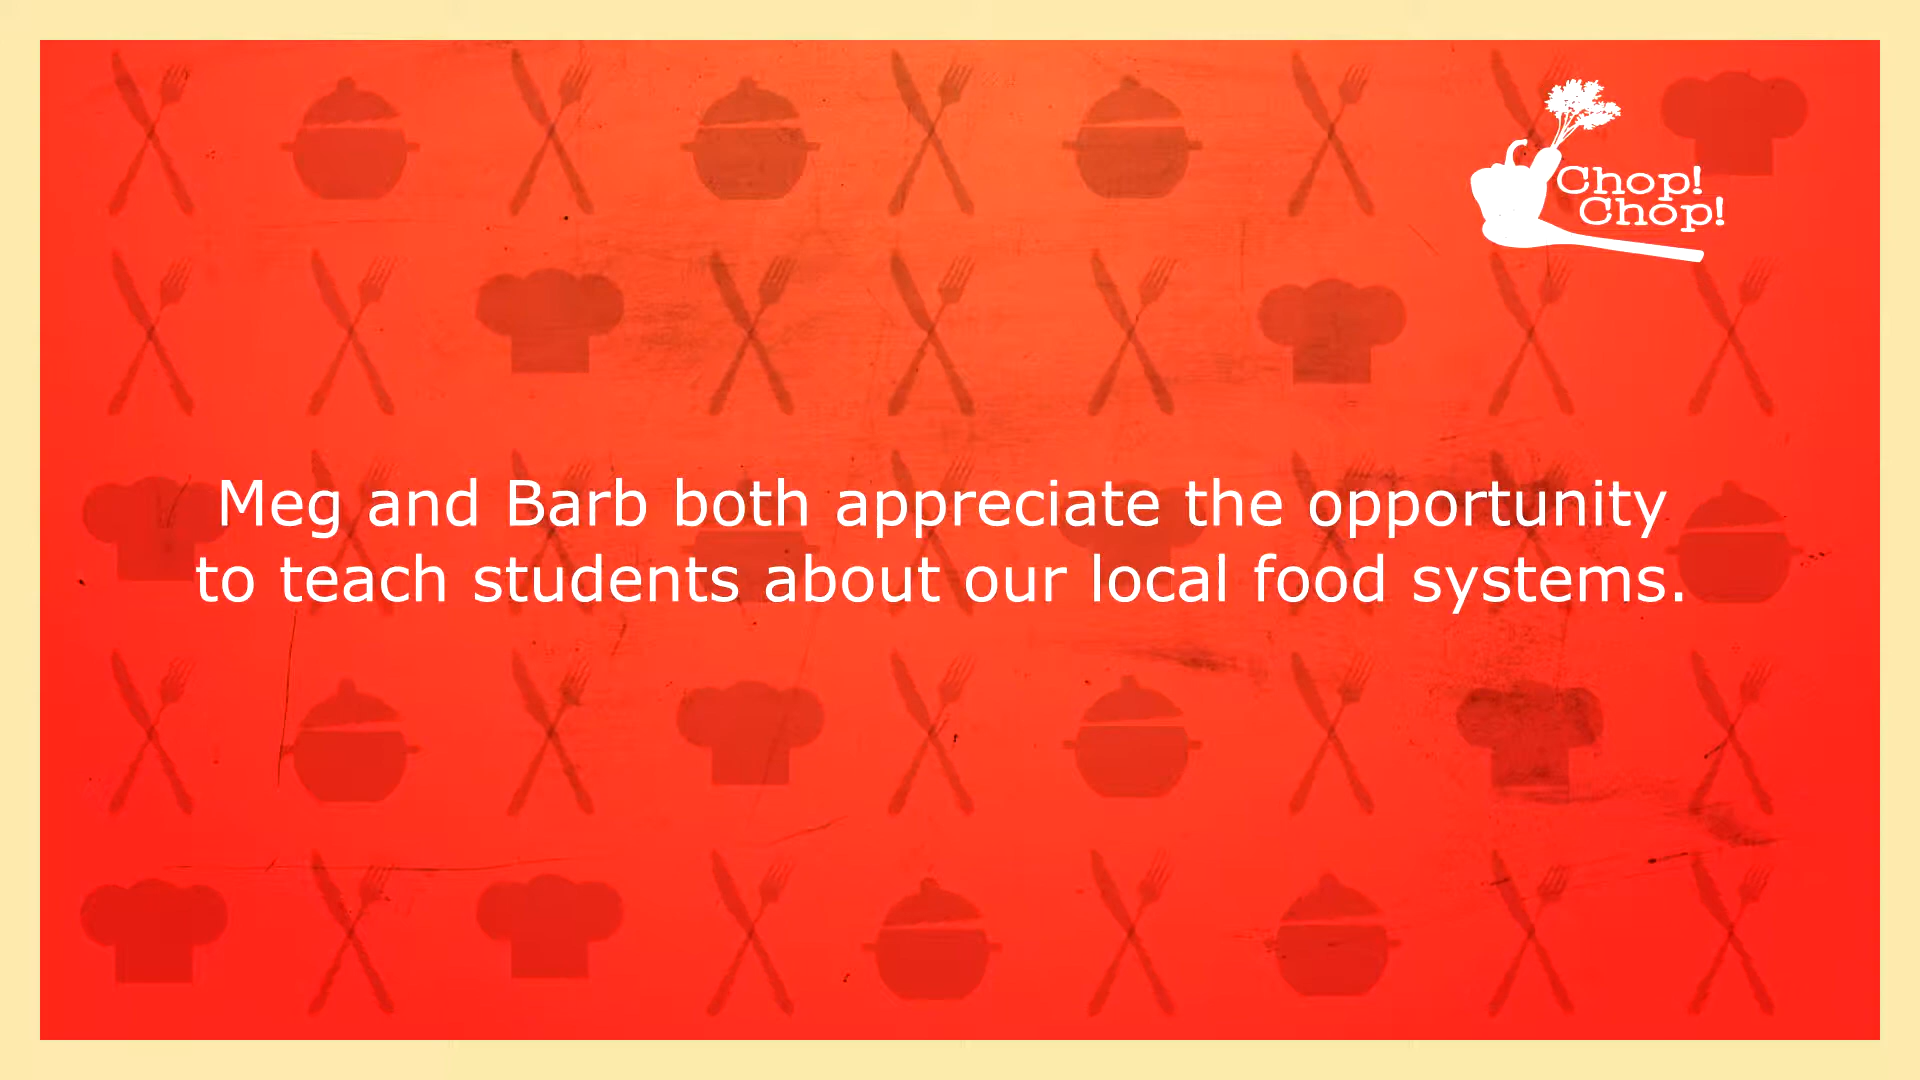 Chop!
Chop!
Meg and Barb both appreciate the opportunity
to teach students about our local food systems.